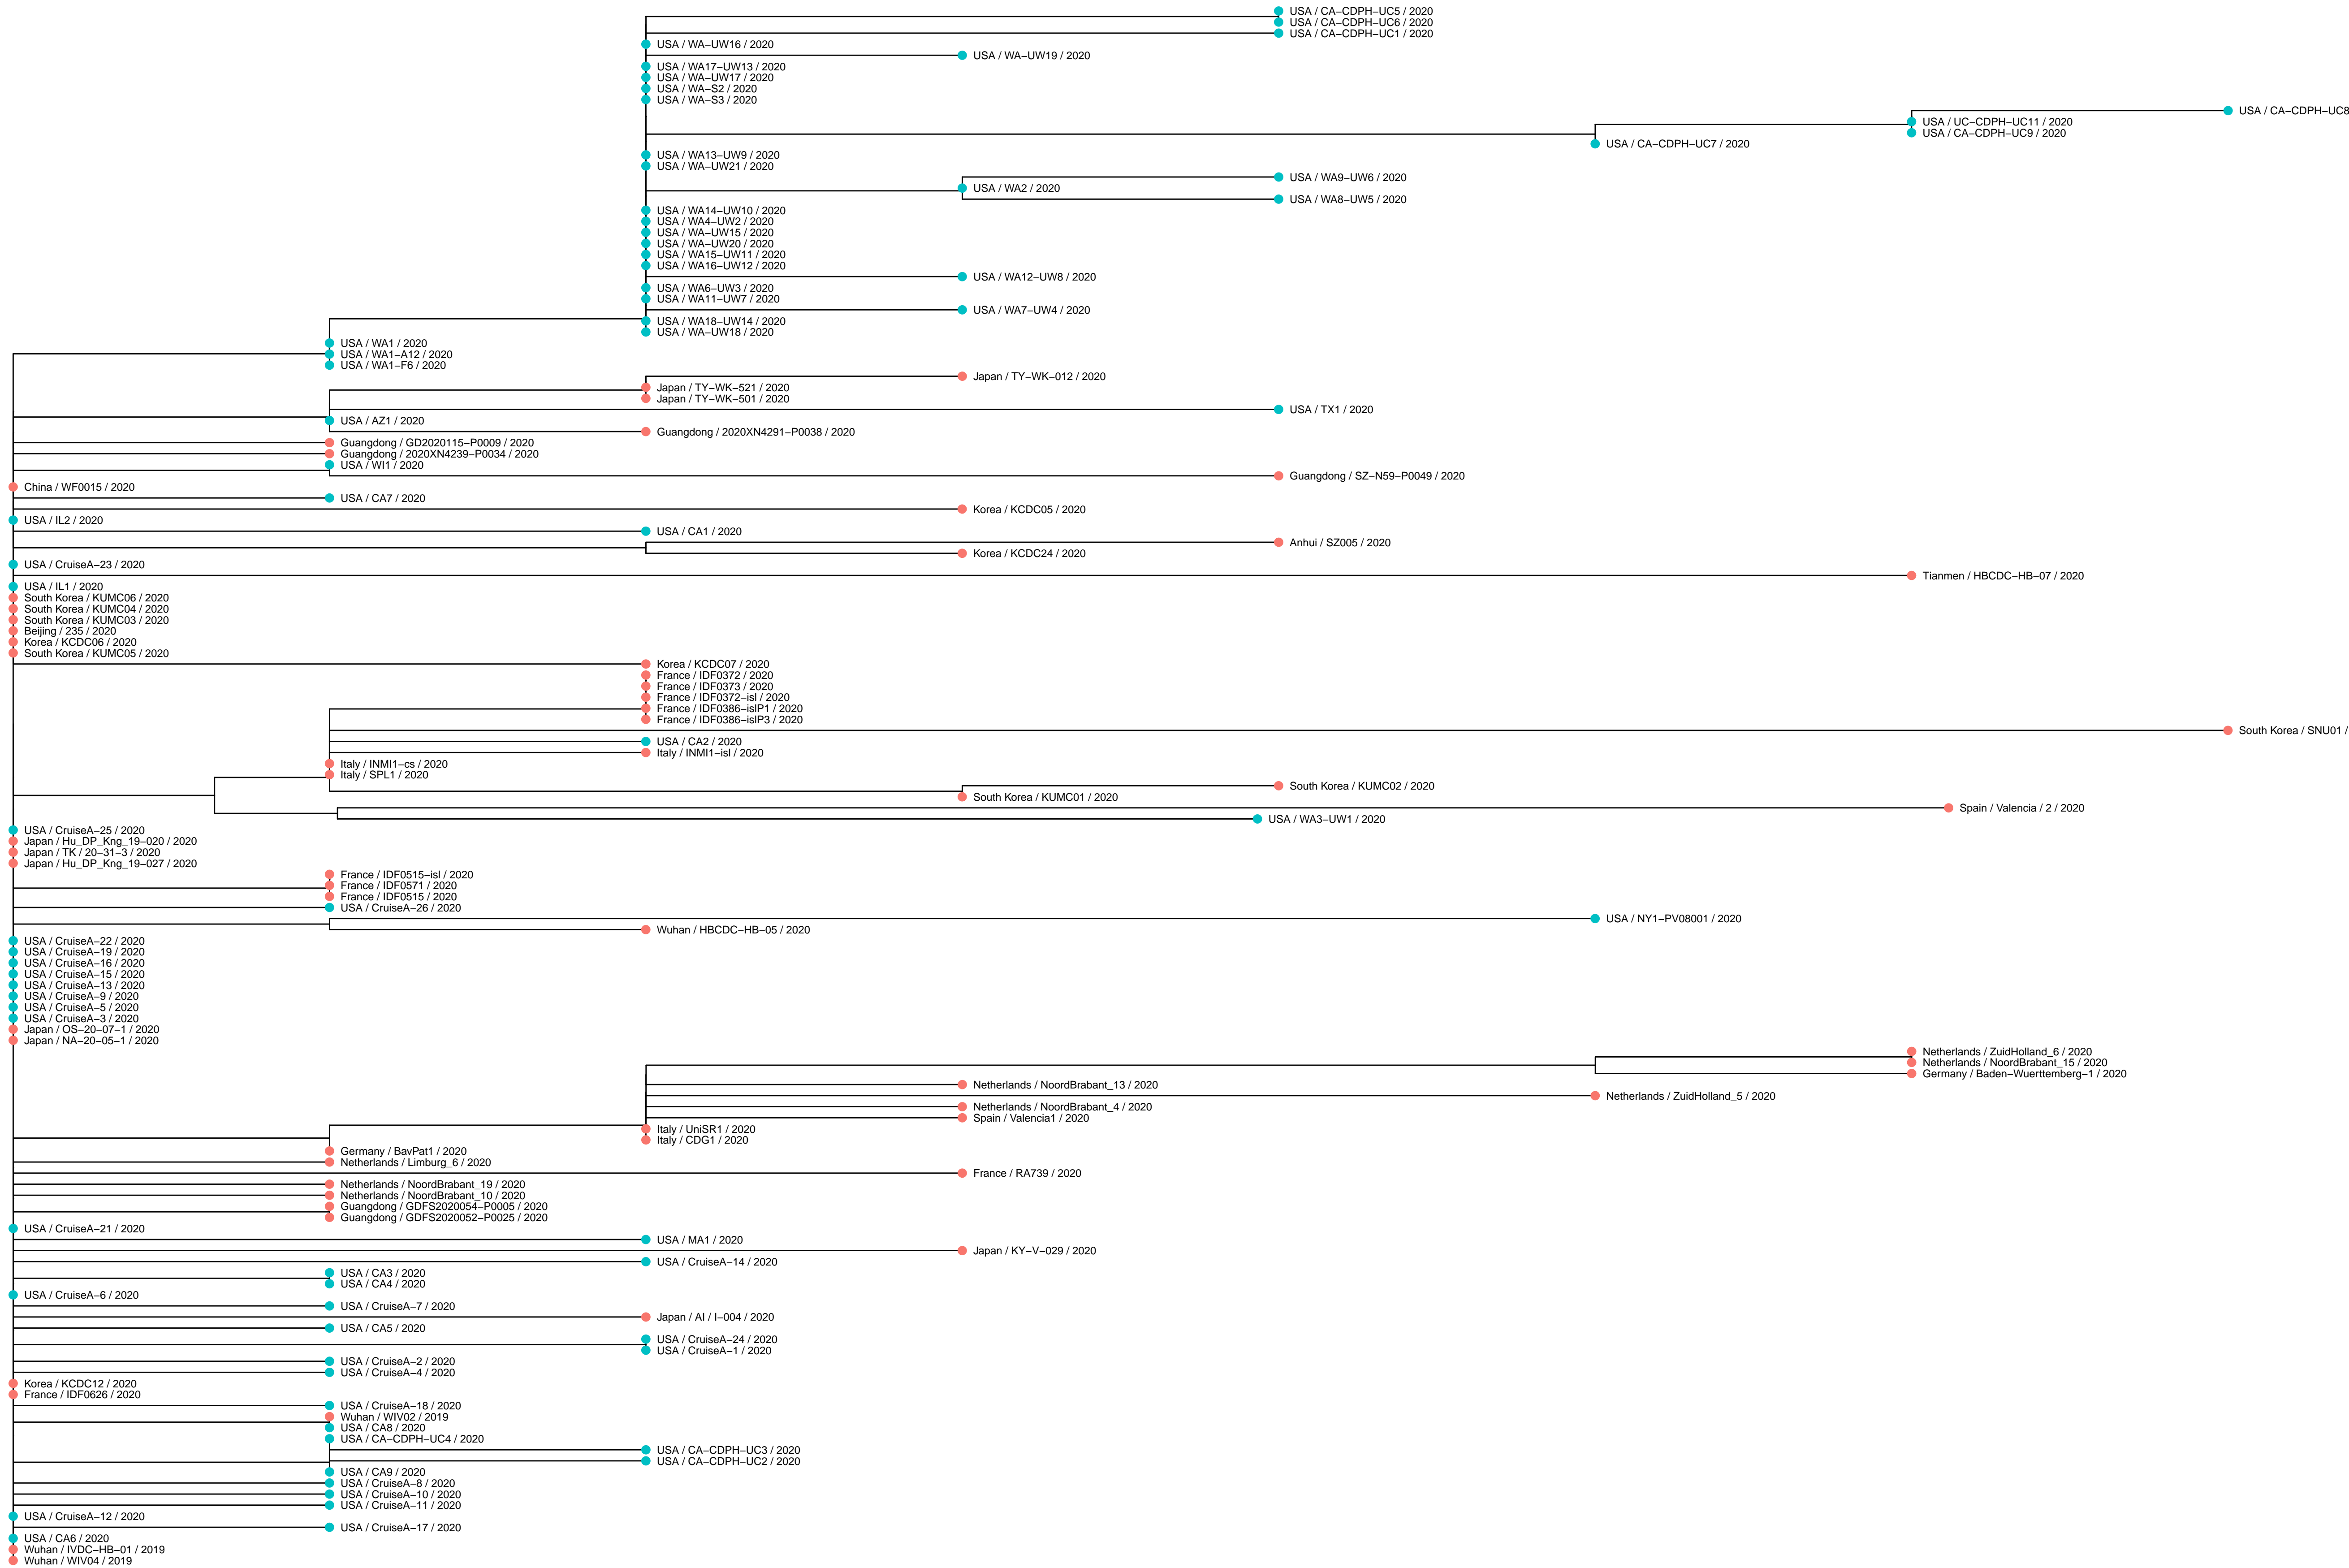 USA / CA−CDPH−UC5 / 2020
USA / CA−CDPH−UC6 / 2020
USA / CA−CDPH−UC1 / 2020
USA / WA−UW16 / 2020
USA / WA−UW19 / 2020
USA / WA17−UW13 / 2020
USA / WA−UW17 / 2020
USA / WA−S2 / 2020
USA / WA−S3 / 2020
USA / CA−CDPH−UC8
USA / UC−CDPH−UC11 / 2020
USA / CA−CDPH−UC9 / 2020
USA / CA−CDPH−UC7 / 2020
USA / WA13−UW9 / 2020
USA / WA−UW21 / 2020
USA / WA9−UW6 / 2020
USA / WA2 / 2020
USA / WA8−UW5 / 2020
USA / WA14−UW10 / 2020
USA / WA4−UW2 / 2020
USA / WA−UW15 / 2020
USA / WA−UW20 / 2020
USA / WA15−UW11 / 2020
USA / WA16−UW12 / 2020
USA / WA12−UW8 / 2020
USA / WA6−UW3 / 2020
USA / WA11−UW7 / 2020
USA / WA7−UW4 / 2020
USA / WA18−UW14 / 2020
USA / WA−UW18 / 2020
USA / WA1 / 2020
USA / WA1−A12 / 2020
USA / WA1−F6 / 2020
Japan / TY−WK−012 / 2020
Japan / TY−WK−521 / 2020
Japan / TY−WK−501 / 2020
USA / TX1 / 2020
USA / AZ1 / 2020
Guangdong / 2020XN4291−P0038 / 2020
Guangdong / GD2020115−P0009 / 2020
Guangdong / 2020XN4239−P0034 / 2020
USA / WI1 / 2020
Guangdong / SZ−N59−P0049 / 2020
China / WF0015 / 2020
USA / CA7 / 2020
Korea / KCDC05 / 2020
USA / IL2 / 2020
USA / CA1 / 2020
Anhui / SZ005 / 2020
Korea / KCDC24 / 2020
USA / CruiseA−23 / 2020
Tianmen / HBCDC−HB−07 / 2020
USA / IL1 / 2020
South Korea / KUMC06 / 2020
South Korea / KUMC04 / 2020
South Korea / KUMC03 / 2020
Beijing / 235 / 2020
Korea / KCDC06 / 2020
South Korea / KUMC05 / 2020
Korea / KCDC07 / 2020
France / IDF0372 / 2020
France / IDF0373 / 2020
France / IDF0372−isl / 2020
France / IDF0386−islP1 / 2020
France / IDF0386−islP3 / 2020
South Korea / SNU01 /
USA / CA2 / 2020
Italy / INMI1−isl / 2020
Italy / INMI1−cs / 2020
Italy / SPL1 / 2020
South Korea / KUMC02 / 2020
South Korea / KUMC01 / 2020
Spain / Valencia / 2 / 2020
USA / WA3−UW1 / 2020
USA / CruiseA−25 / 2020
Japan / Hu_DP_Kng_19−020 / 2020
Japan / TK / 20−31−3 / 2020
Japan / Hu_DP_Kng_19−027 / 2020
France / IDF0515−isl / 2020
France / IDF0571 / 2020
France / IDF0515 / 2020
USA / CruiseA−26 / 2020
USA / NY1−PV08001 / 2020
Wuhan / HBCDC−HB−05 / 2020
USA / CruiseA−22 / 2020
USA / CruiseA−19 / 2020
USA / CruiseA−16 / 2020
USA / CruiseA−15 / 2020
USA / CruiseA−13 / 2020
USA / CruiseA−9 / 2020
USA / CruiseA−5 / 2020
USA / CruiseA−3 / 2020
Japan / OS−20−07−1 / 2020
Japan / NA−20−05−1 / 2020
Netherlands / ZuidHolland_6 / 2020
Netherlands / NoordBrabant_15 / 2020
Germany / Baden−Wuerttemberg−1 / 2020
Netherlands / NoordBrabant_13 / 2020
Netherlands / ZuidHolland_5 / 2020
Netherlands / NoordBrabant_4 / 2020
Spain / Valencia1 / 2020
Italy / UniSR1 / 2020
Italy / CDG1 / 2020
Germany / BavPat1 / 2020
Netherlands / Limburg_6 / 2020
France / RA739 / 2020
Netherlands / NoordBrabant_19 / 2020
Netherlands / NoordBrabant_10 / 2020
Guangdong / GDFS2020054−P0005 / 2020
Guangdong / GDFS2020052−P0025 / 2020
USA / CruiseA−21 / 2020
USA / MA1 / 2020
Japan / KY−V−029 / 2020
USA / CruiseA−14 / 2020
USA / CA3 / 2020
USA / CA4 / 2020
USA / CruiseA−6 / 2020
USA / CruiseA−7 / 2020
Japan / AI / I−004 / 2020
USA / CA5 / 2020
USA / CruiseA−24 / 2020
USA / CruiseA−1 / 2020
USA / CruiseA−2 / 2020
USA / CruiseA−4 / 2020
Korea / KCDC12 / 2020
France / IDF0626 / 2020
USA / CruiseA−18 / 2020
Wuhan / WIV02 / 2019
USA / CA8 / 2020
USA / CA−CDPH−UC4 / 2020
USA / CA−CDPH−UC3 / 2020
USA / CA−CDPH−UC2 / 2020
USA / CA9 / 2020
USA / CruiseA−8 / 2020
USA / CruiseA−10 / 2020
USA / CruiseA−11 / 2020
USA / CruiseA−12 / 2020
USA / CruiseA−17 / 2020
USA / CA6 / 2020
Wuhan / IVDC−HB−01 / 2019
Wuhan / WIV04 / 2019